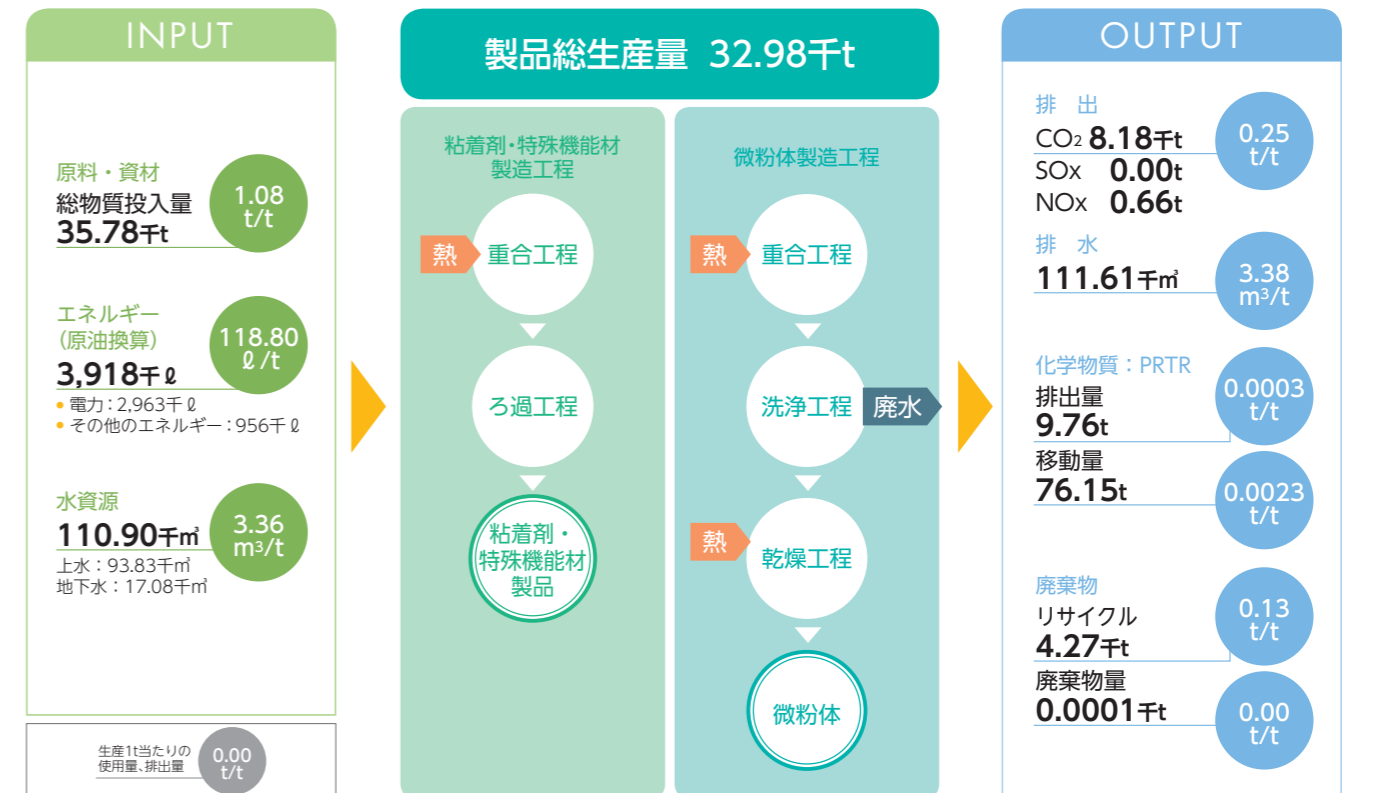 INPUT
原料・資材
総物質投入量
35.78千t
1.08
t/t
エネルギー
（原油換算）
3,918千ℓ
118.80
ℓ/t
• 電力：2,963千ℓ
• その他のエネルギー：956千ℓ
水資源
110.90千㎥
3.36
m³/t
上水：93.83千㎥
地下水：17.08千㎥
生産1t当たりの
使用量、排出量
0.00
t/t
製品総生産量 32.98千t
粘着剤・特殊機能材
製造工程
熱
重合工程
ろ過工程
粘着剤・
特殊機能材
製品
微粉体製造工程
熱
重合工程
洗浄工程
廃水
熱
乾燥工程
微粉体
OUTPUT
排 出
CO₂ 8.18千t
SOx 0.00t
NOx 0.66t
0.25
t/t
排 水
111.61千㎥
3.38
m³/t
化学物質：PRTR
排出量
9.76t
0.0003
t/t
移動量
76.15t
0.0023
t/t
廃棄物
リサイクル
4.27千t
0.13
t/t
廃棄物量
0.0001千t
0.00
t/t